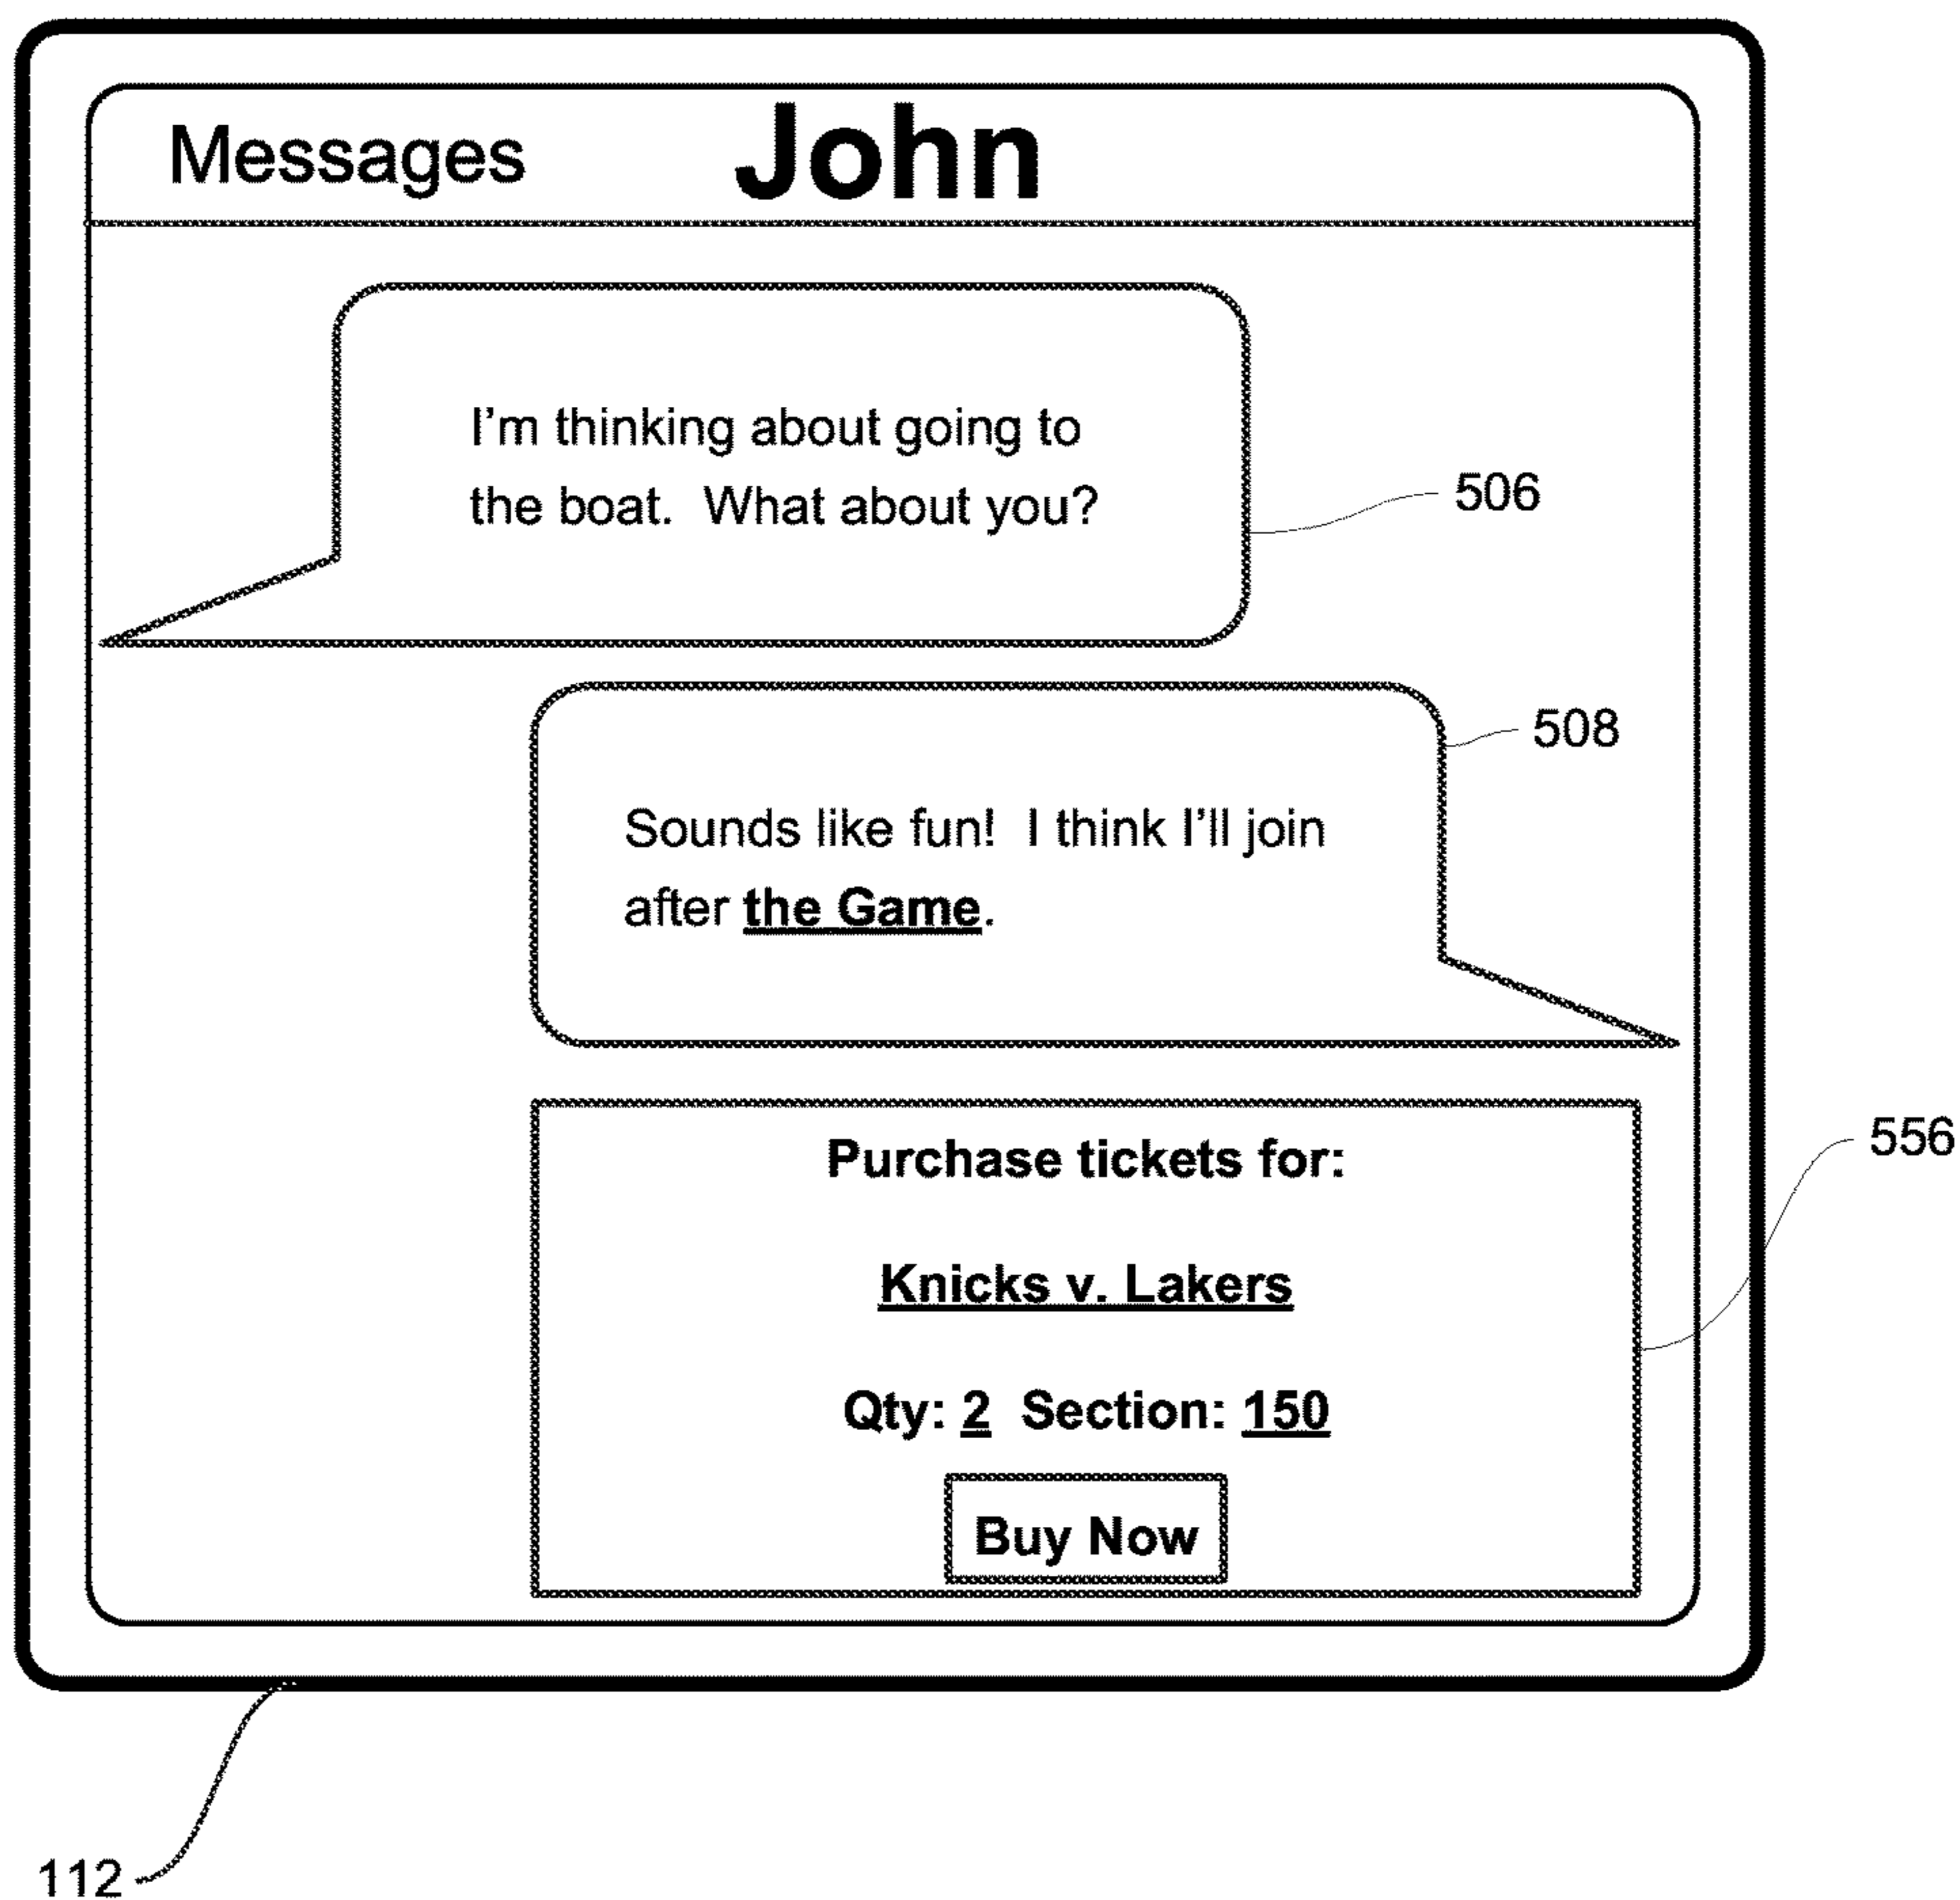 Messages John
I'm thinking about going to
the boat. What about you?
506
508
Sounds like fun! I think I'll join
after the Game.
556
Purchase tickets for:
Knicks v. Lakers
Qty: 2 Section: 150
Buy Now
112